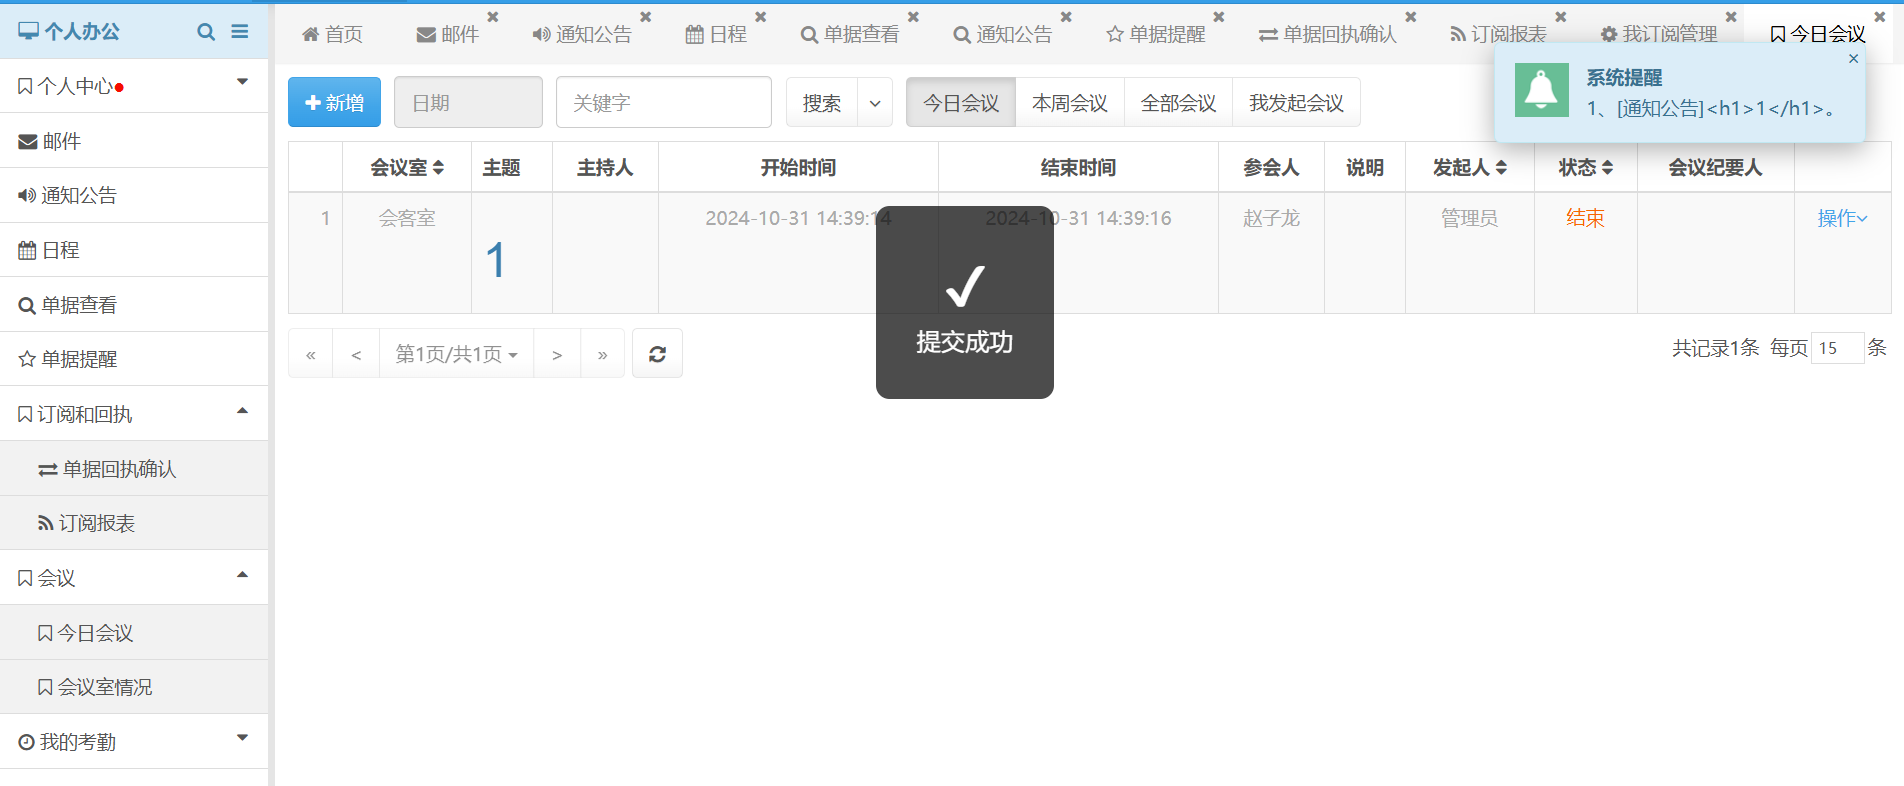 个人办公
首页 邮件 通知公告 日程 单据查看 通知公告 单据提醒 单据回执确认 订阅报表 我订阅管理 今日会议
个人中心
邮件
通知公告
日程
单据查看
单据提醒
订阅和回执
单据回执确认
订阅报表
会议
今日会议
会议室情况
我的考勤
新增 日期 关键字 搜索 今日会议 本周会议 全部会议 我发起会议
系统提醒
1、[通知公告]<h1>1</h1>。
会议室 主题 主持人 开始时间 结束时间 参会人 说明 发起人 状态 会议纪要人
1 会客室 1 2024-10-31 14:39:14 2024-10-31 14:39:16 赵子龙 管理员 结束 操作
提交成功
« < 第1页/共1页 > »
共记录1条 每页 15 条